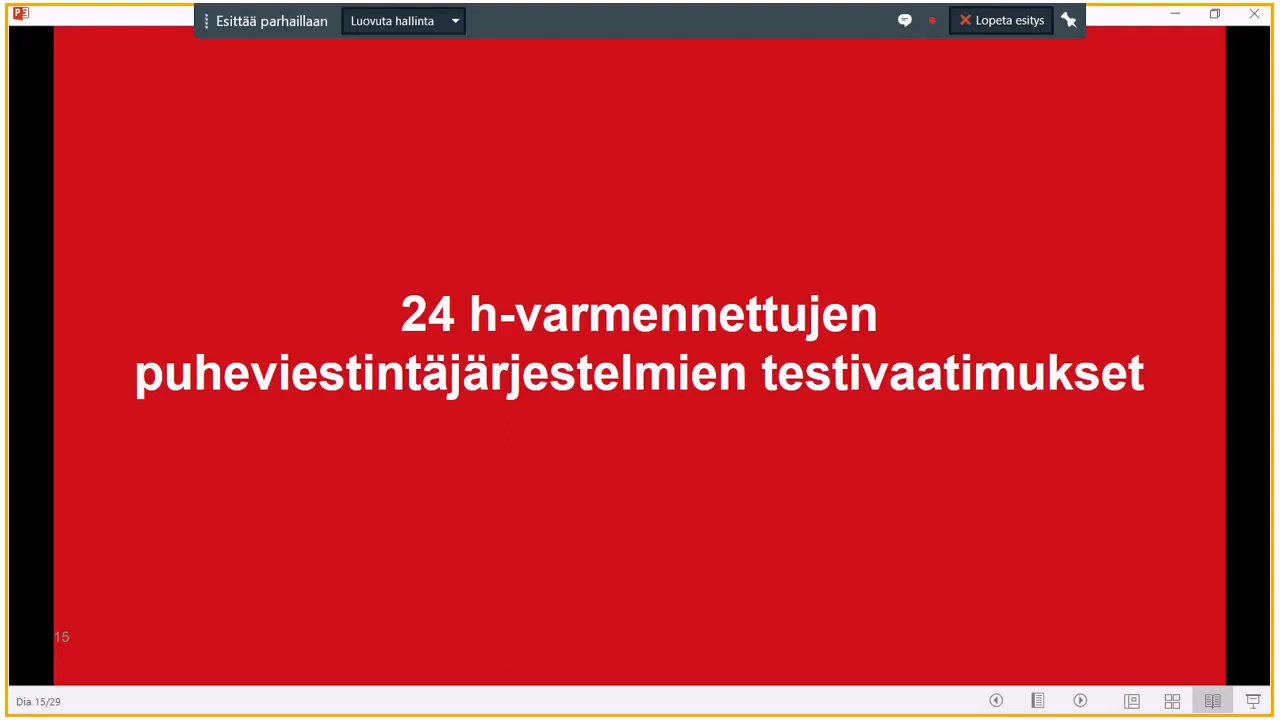 Esittää parhaillaan
Luovuta hallinta
Lopeta esitys
24 h-varmennettujen
puheviestintäjärjestelmien testivaatimukset
15
Dia 15/29